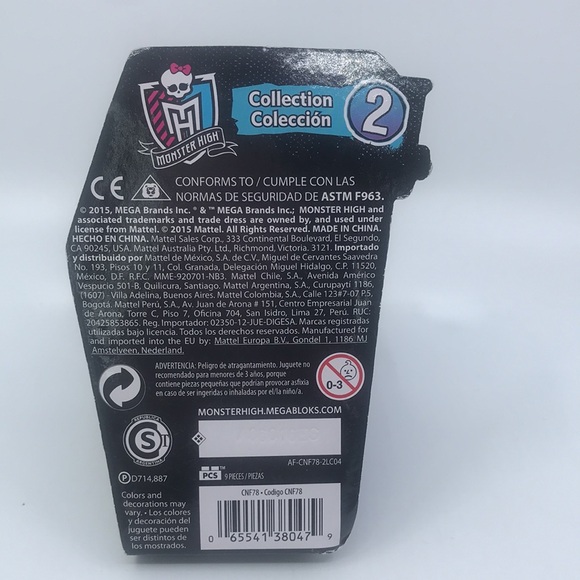 MONSTER HIGH
Collection
Colección
2
CE
CONFORMS TO / CUMPLE CON LAS
NORMAS DE SEGURIDAD DE ASTM F963.
© 2015, MEGA Brands Inc. ® & ™ MEGA Brands Inc.; MONSTER HIGH and
associated trademarks and trade dress are owned by, and used under
license from Mattel. © 2015 Mattel. All Rights Reserved. MADE IN CHINA.
HECHO EN CHINA. Mattel Sales Corp., 333 Continental Boulevard, El Segundo,
CA 90245, USA. Mattel Australia Pty. Ltd., Richmond, Victoria. 3121. Importado
y distribuido por Mattel de México, S.A. de C.V., Miguel de Cervantes Saavedra
No. 193, Pisos 10 y 11, Col. Granada, Delegación Miguel Hidalgo, C.P. 11520,
México, D.F. R.F.C. MME-920701-NB3. Mattel Chile, S.A., Avenida Américo
Vespucio 501-B, Quilicura, Santiago. Mattel Argentina, S.A., Curupaytí 1186,
(1607) - Villa Adelina, Buenos Aires. Mattel Colombia, S.A., Calle 123#7-07 P.5,
Bogotá. Mattel Perú, S.A., Av. Juan de Arona # 151, Centro Empresarial Juan
de Arona, Torre C, Piso 7, Oficina 704, San Isidro, Lima 27, Perú. RUC:
20425853865. Reg. Importador: 02350-12-JUE-DIGESA. Marcas registradas
utilizadas bajo licencia. Todos los derechos reservados. Manufactured for
and imported into the EU by: Mattel Europa B.V., Gondel 1, 1186 MJ
Amstelveen, Nederland.
ADVERTENCIA: Peligro de atragantamiento. Juguete no
recomendado para menores de 3 años, porque
contiene piezas pequeñas que podrían provocar asfixia
en caso de ser ingeridas o inhaladas por el/la niño/a.
0-3
MONSTERHIGH.MEGABLOKS.COM
REPUBLICA
S
ARGENTINA
AF-CNF78-2LC04
PCS ™ 9 PIECES / PIEZAS
P D714,887
CNF78 • Codigo CNF78
Colors and
decorations may
vary. • Los colores
y decoración del
juguete pueden
ser distintos de
los mostrados.
0 65541 38047 9